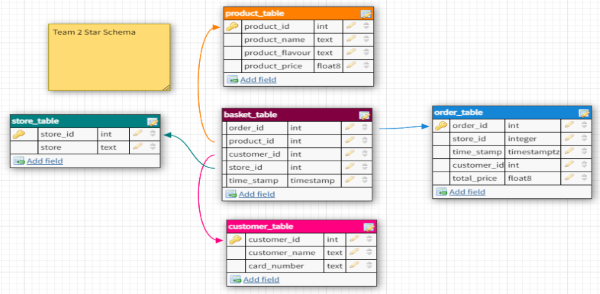 Team 2 Star Schema
product_table
product_id int
product_name text
product_flavour text
product_price float8
Add field
store_table
store_id int
store text
Add field
basket_table
order_id int
product_id int
customer_id int
store_id int
time_stamp timestamp
Add field
order_table
order_id int
store_id integer
time_stamp timestamptz
customer_id int
total_price float8
Add field
customer_table
customer_id int
customer_name text
card_number text
Add field